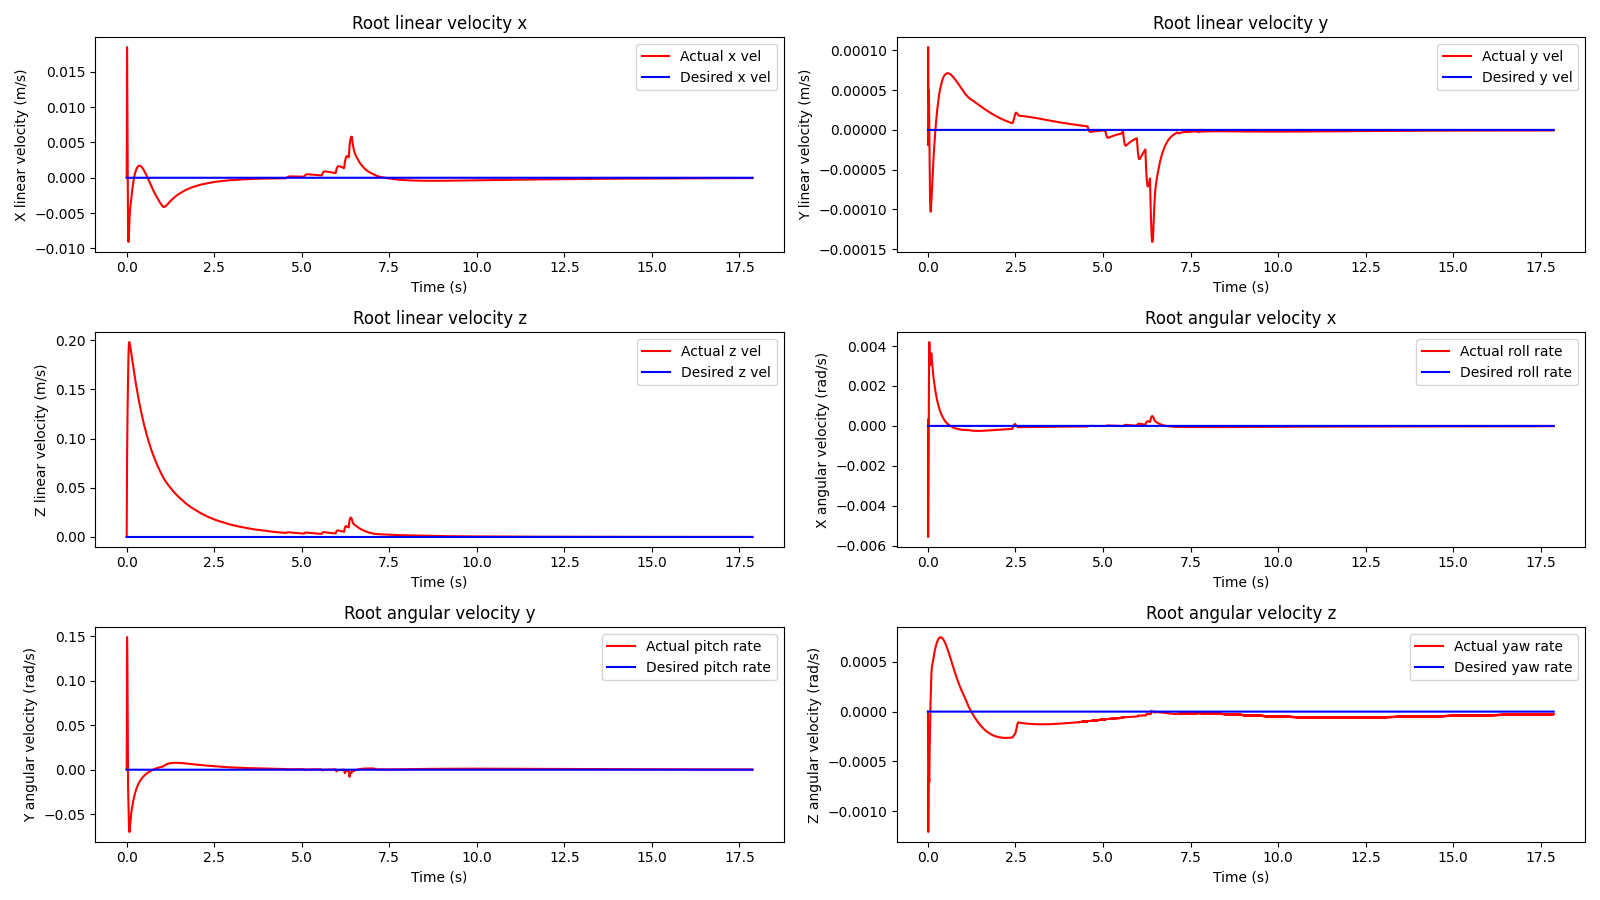 Root linear velocity x
X linear velocity (m/s)
0.015
0.010
0.005
0.000
−0.005
−0.010
Actual x vel
Desired x vel
0.0 2.5 5.0 7.5 10.0 12.5 15.0 17.5
Time (s)
Root linear velocity y
Y linear velocity (m/s)
0.00010
0.00005
0.00000
−0.00005
−0.00010
−0.00015
Actual y vel
Desired y vel
0.0 2.5 5.0 7.5 10.0 12.5 15.0 17.5
Time (s)
Root linear velocity z
Z linear velocity (m/s)
0.20
0.15
0.10
0.05
0.00
Actual z vel
Desired z vel
0.0 2.5 5.0 7.5 10.0 12.5 15.0 17.5
Time (s)
Root angular velocity x
X angular velocity (rad/s)
0.004
0.002
0.000
−0.002
−0.004
−0.006
Actual roll rate
Desired roll rate
0.0 2.5 5.0 7.5 10.0 12.5 15.0 17.5
Time (s)
Root angular velocity y
Y angular velocity (rad/s)
0.15
0.10
0.05
0.00
−0.05
Actual pitch rate
Desired pitch rate
0.0 2.5 5.0 7.5 10.0 12.5 15.0 17.5
Time (s)
Root angular velocity z
Z angular velocity (rad/s)
0.0005
0.0000
−0.0005
−0.0010
Actual yaw rate
Desired yaw rate
0.0 2.5 5.0 7.5 10.0 12.5 15.0 17.5
Time (s)